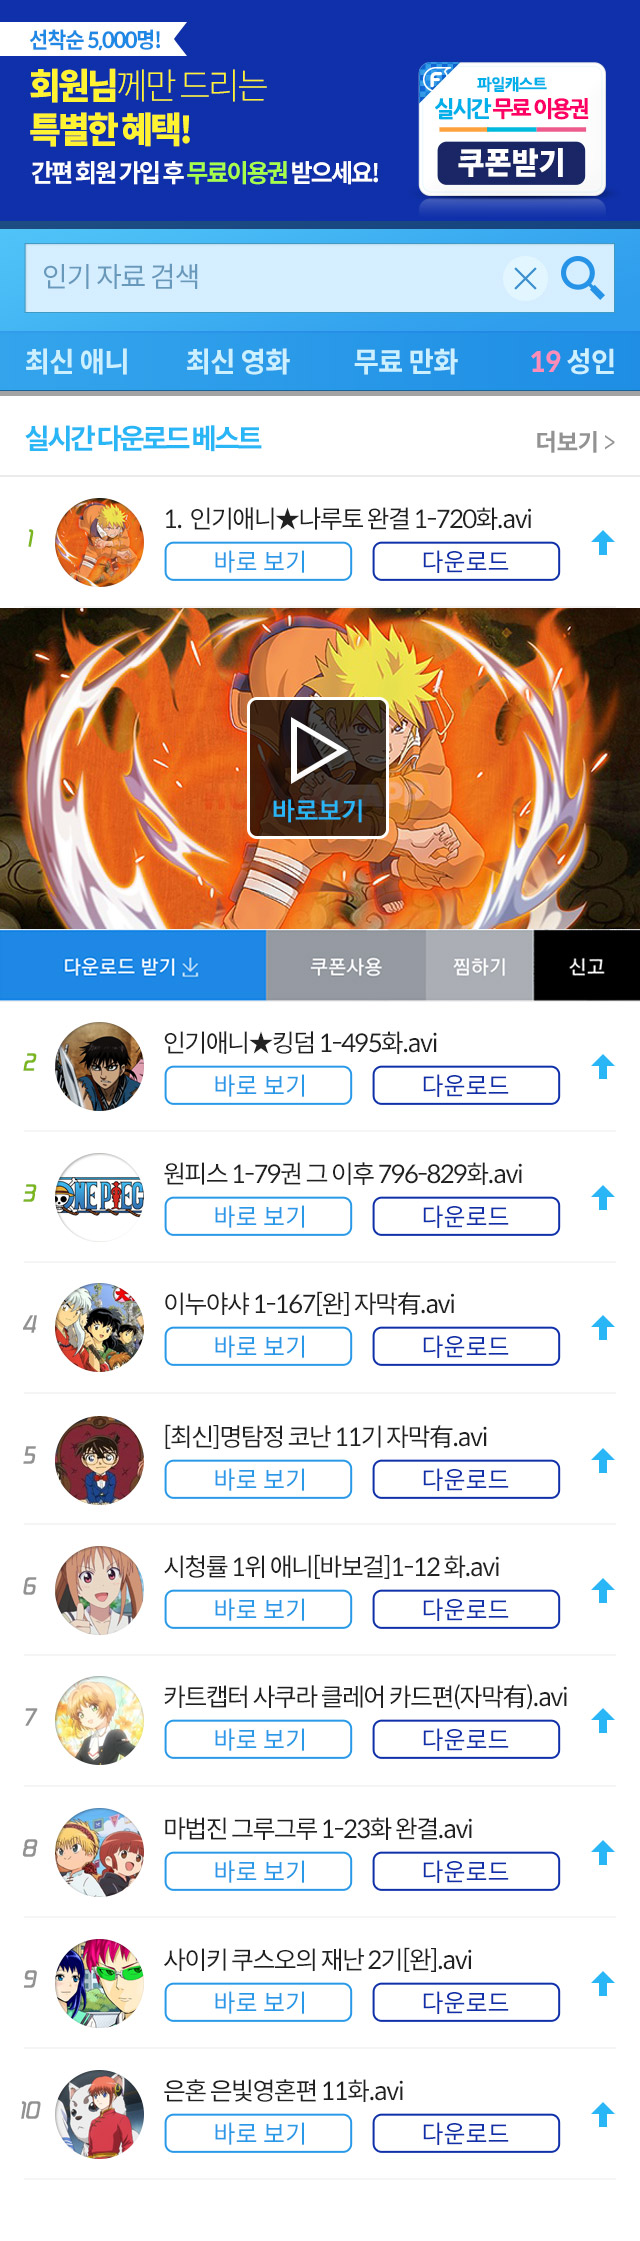 선착순 5,000명!
회원님께만 드리는
특별한 혜택!
간편 회원 가입 후 무료이용권 받으세요!
파일캐스트
실시간 무료 이용권
쿠폰받기
인기 자료 검색
최신 애니 최신 영화 무료 만화 19 성인
실시간 다운로드 베스트 더보기 >
1 1. 인기애니★나루토 완결 1-720화.avi
바로 보기 다운로드
바로보기
다운로드 받기 쿠폰사용 찜하기 신고
2 인기애니★킹덤 1-495화.avi
바로 보기 다운로드
3 원피스 1-79권 그 이후 796-829화.avi
ONE PIEC
바로 보기 다운로드
4 이누야샤 1-167[완] 자막有.avi
바로 보기 다운로드
5 [최신]명탐정 코난 11기 자막有.avi
바로 보기 다운로드
6 시청률 1위 애니[바보걸]1-12 화.avi
바로 보기 다운로드
7 카트캡터 사쿠라 클레어 카드편(자막有).avi
바로 보기 다운로드
8 마법진 그루그루 1-23화 완결.avi
바로 보기 다운로드
9 사이키 쿠스오의 재난 2기[완].avi
바로 보기 다운로드
10 은혼 은빛영혼편 11화.avi
바로 보기 다운로드